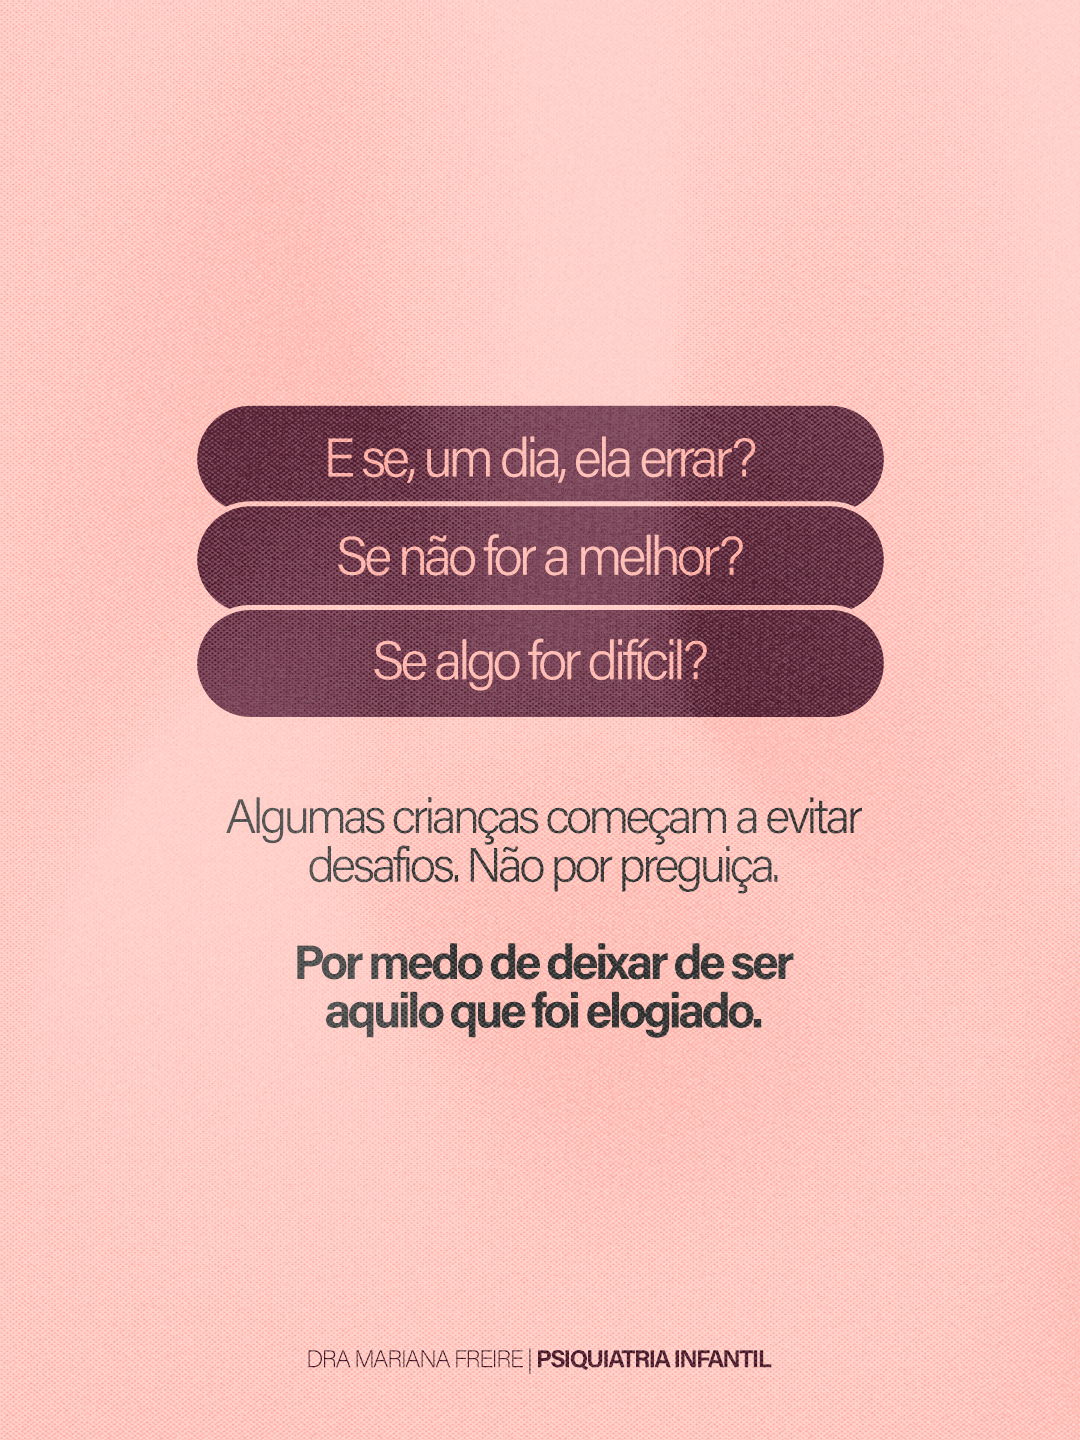 E se, um dia, ela errar?
Se não for a melhor?
Se algo for difícil?
Algumas crianças começam a evitar
desafios. Não por preguiça.
Por medo de deixar de ser
aquilo que foi elogiado.
DRA MARIANA FREIRE | PSIQUIATRIA INFANTIL